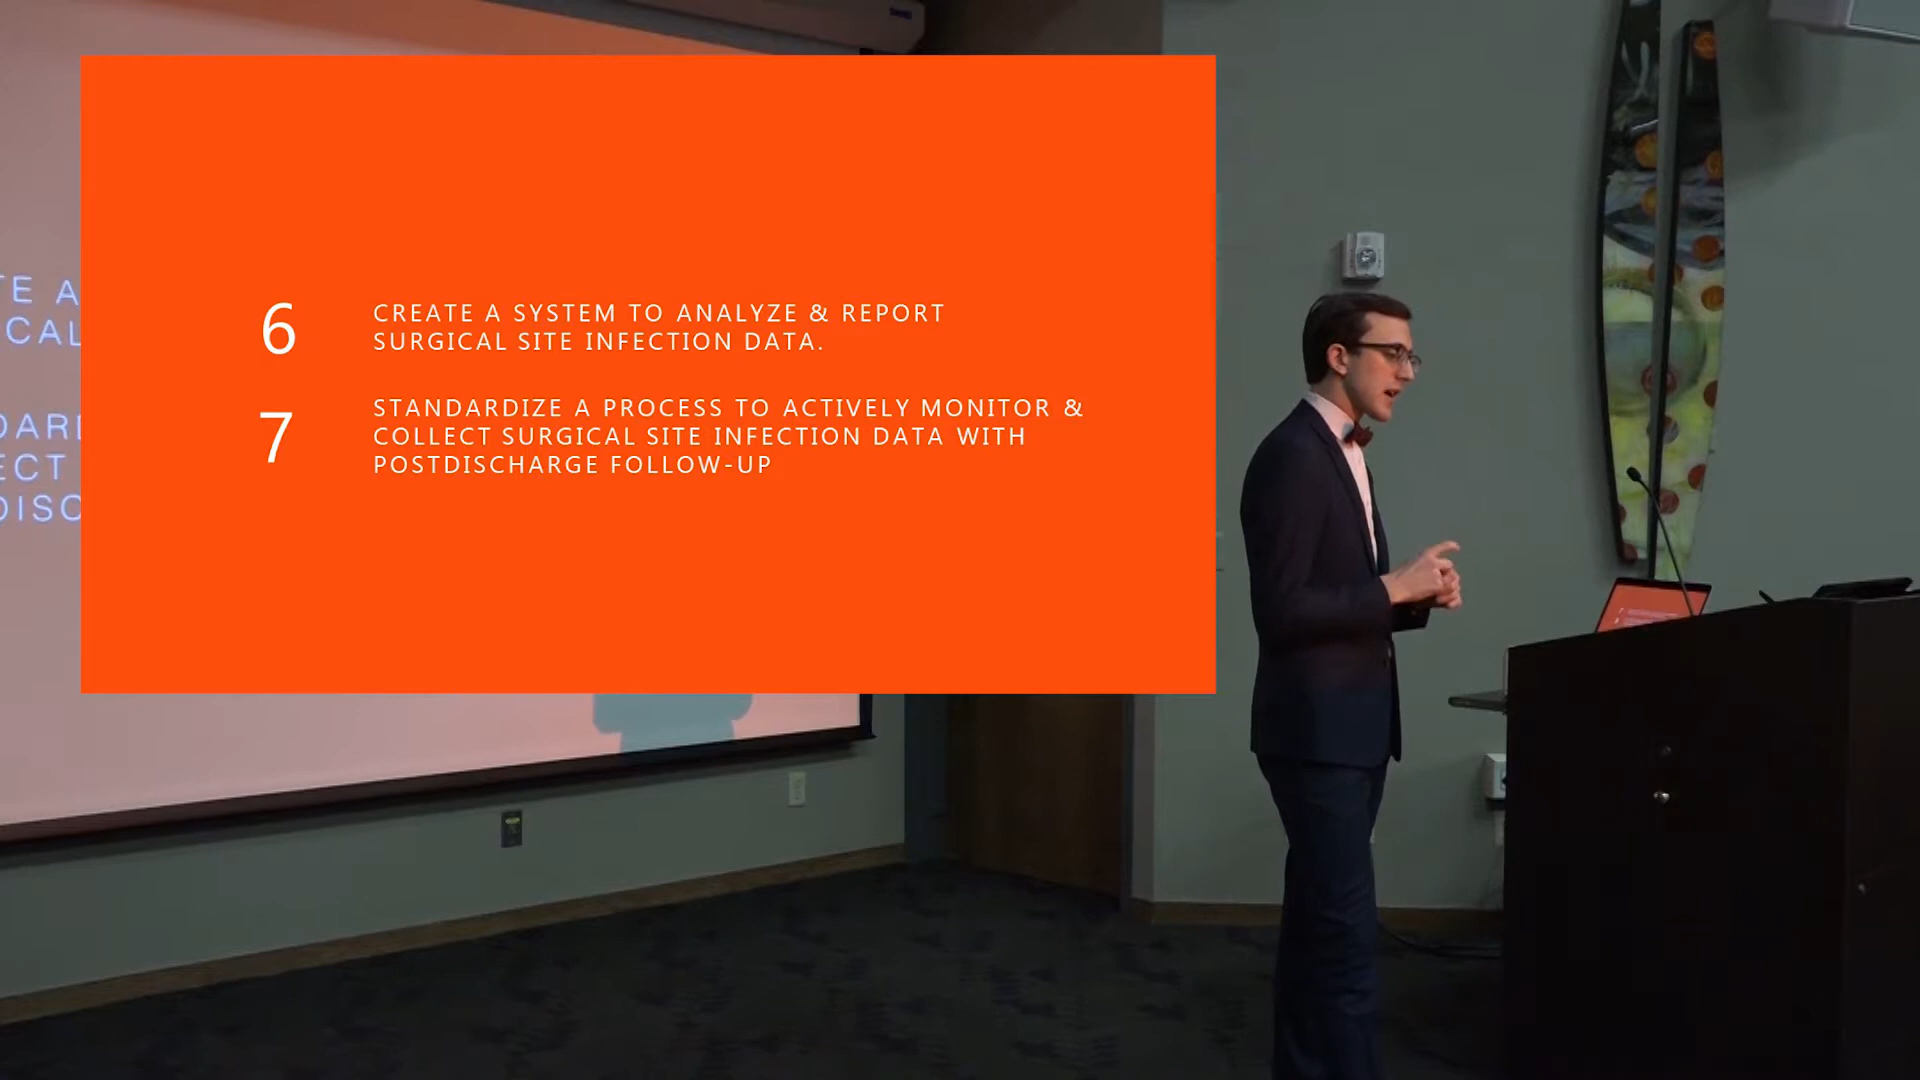 6
CREATE A SYSTEM TO ANALYZE & REPORT
SURGICAL SITE INFECTION DATA.
7
STANDARDIZE A PROCESS TO ACTIVELY MONITOR &
COLLECT SURGICAL SITE INFECTION DATA WITH
POSTDISCHARGE FOLLOW-UP